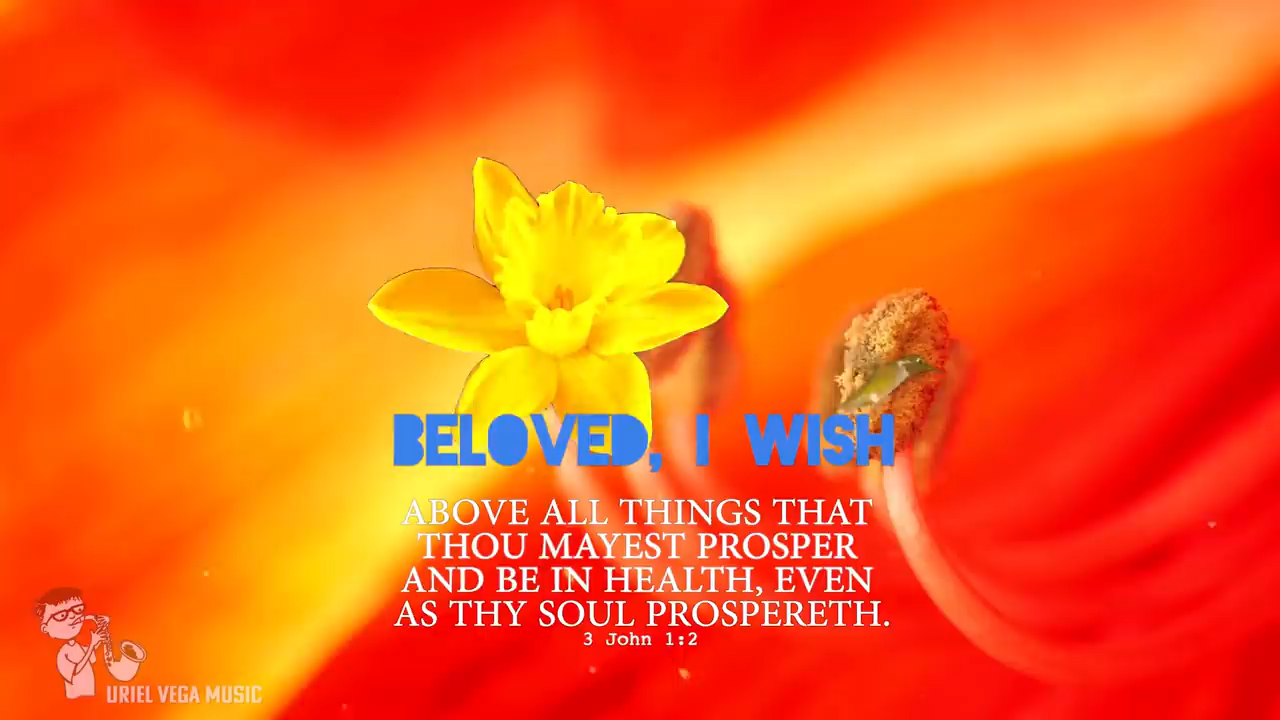 BELOVED, I WISH
ABOVE ALL THINGS THAT
THOU MAYEST PROSPER
AND BE IN HEALTH, EVEN
AS THY SOUL PROSPERETH.
3 John 1:2
URIEL VEGA MUSIC